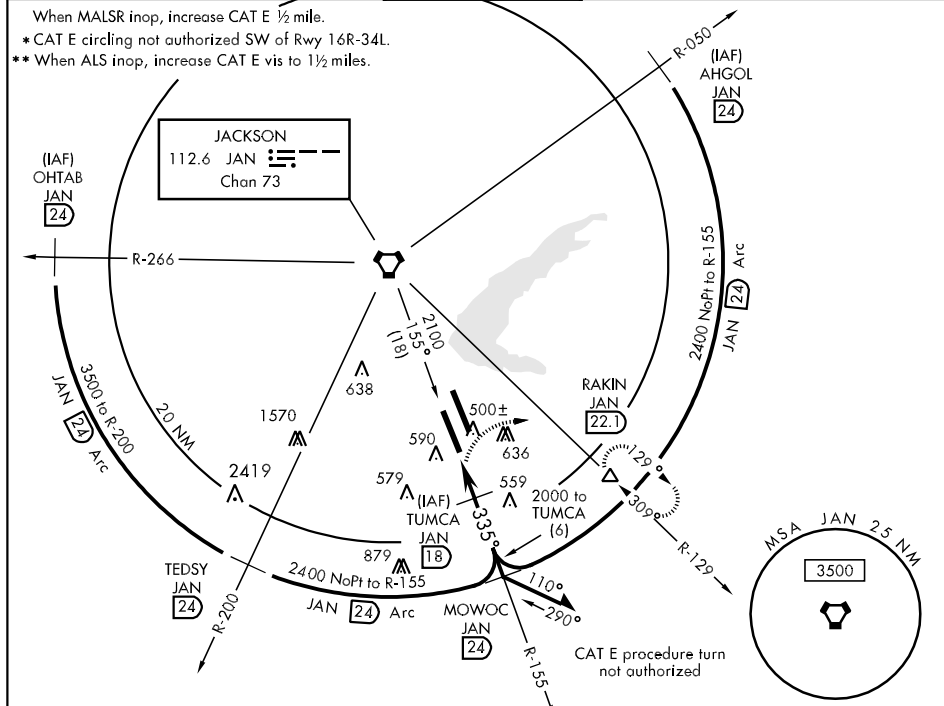 When MALSR inop, increase CAT E ½ mile.
* CAT E circling not authorized SW of Rwy 16R-34L.
** When ALS inop, increase CAT E vis to 1½ miles.
R-050
(IAF)
AHGOL
JAN
24
JACKSON
112.6 JAN
Chan 73
(IAF)
OHTAB
JAN
24
R-266
2400 NoPt to R-155
JAN 24 Arc
2100
155°
(18)
638
RAKIN
JAN
22.1
3500 to R-200
JAN 24 Arc
20 NM
1570
500±
590
636
129°
2419
579
(IAF)
TUMCA
JAN
18
559
2000 to
TUMCA
(6)
309°
335°
MSA JAN 25 NM
3500
879
R-129
TEDSY
JAN
24
2400 NoPt to R-155
JAN 24 Arc
110°
290°
MOWOC
JAN
24
R-200
R-155
CAT E procedure turn
not authorized